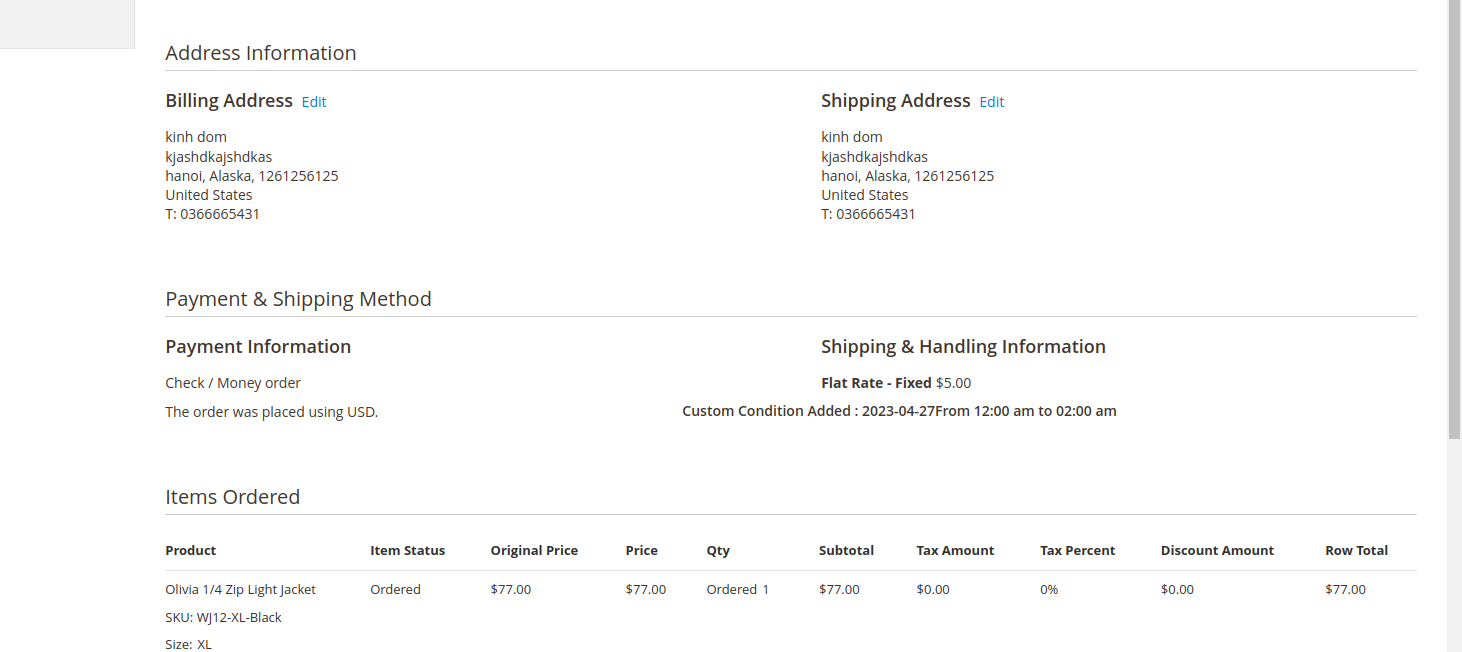 Address Information
Billing Address Edit
kinh dom
kjashdkajshdkas
hanoi, Alaska, 1261256125
United States
T: 0366665431
Shipping Address Edit
kinh dom
kjashdkajshdkas
hanoi, Alaska, 1261256125
United States
T: 0366665431
Payment & Shipping Method
Payment Information
Check / Money order
The order was placed using USD.
Shipping & Handling Information
Flat Rate - Fixed $5.00
Custom Condition Added : 2023-04-27From 12:00 am to 02:00 am
Items Ordered
Product Item Status Original Price Price Qty Subtotal Tax Amount Tax Percent Discount Amount Row Total
Olivia 1/4 Zip Light Jacket Ordered $77.00 $77.00 Ordered 1 $77.00 $0.00 0% $0.00 $77.00
SKU: WJ12-XL-Black
Size: XL